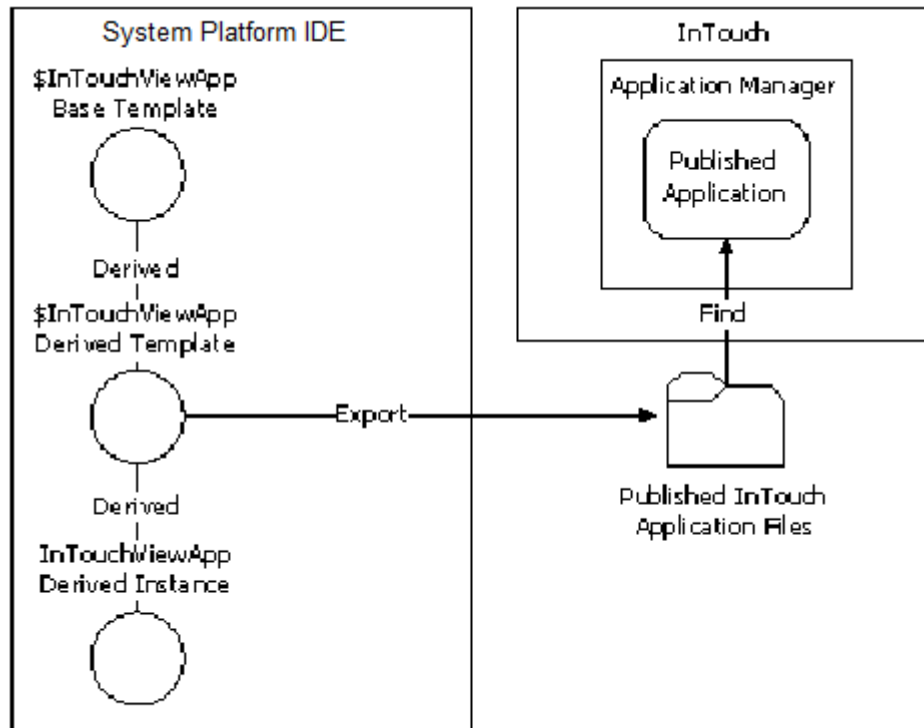 System Platform IDE
$InTouchViewApp
Base Template
Derived
$InTouchViewApp
Derived Template
Export
Derived
InTouchViewApp
Derived Instance
InTouch
Application Manager
Published
Application
Find
Published InTouch
Application Files